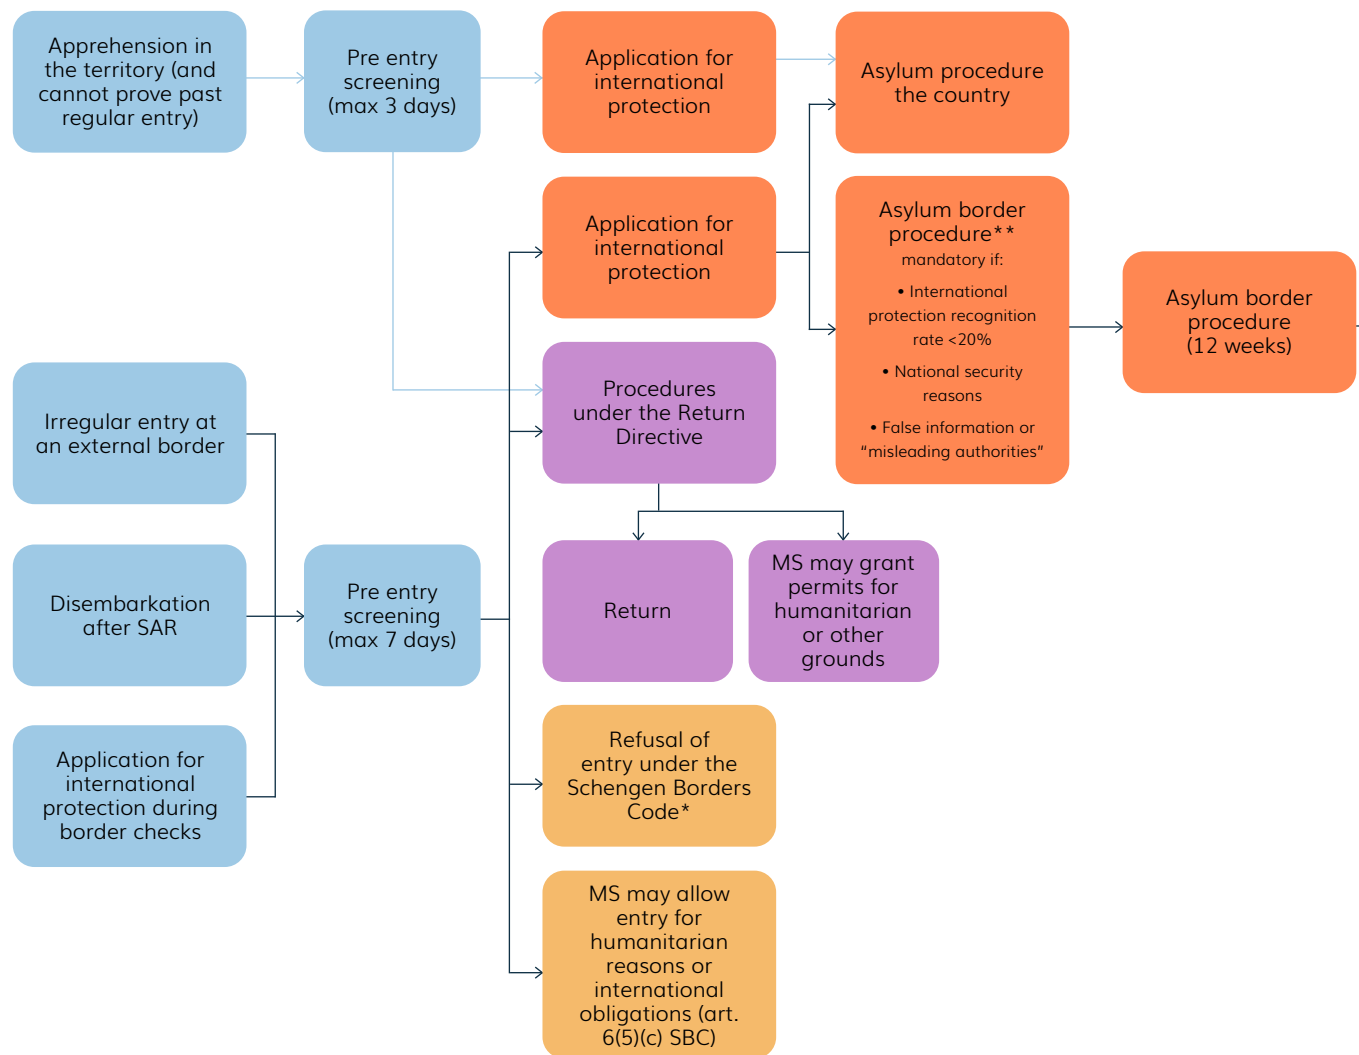 Apprehension in
the territory (and
cannot prove past
regular entry)
Pre entry
screening
(max 3 days)
Application for
international
protection
Asylum procedure
the country
Application for
international
protection
Asylum border
procedure**
mandatory if:
• International
protection recognition
rate <20%
• National security
reasons
• False information or
“misleading authorities”
Asylum border
procedure
(12 weeks)
Irregular entry at
an external border
Procedures
under the Return
Directive
Disembarkation
after SAR
Pre entry
screening
(max 7 days)
Return
MS may grant
permits for
humanitarian
or other
grounds
Application for
international
protection during
border checks
Refusal of
entry under the
Schengen Borders
Code*
MS may allow
entry for
humanitarian
reasons or
international
obligations (art.
6(5)(c) SBC)